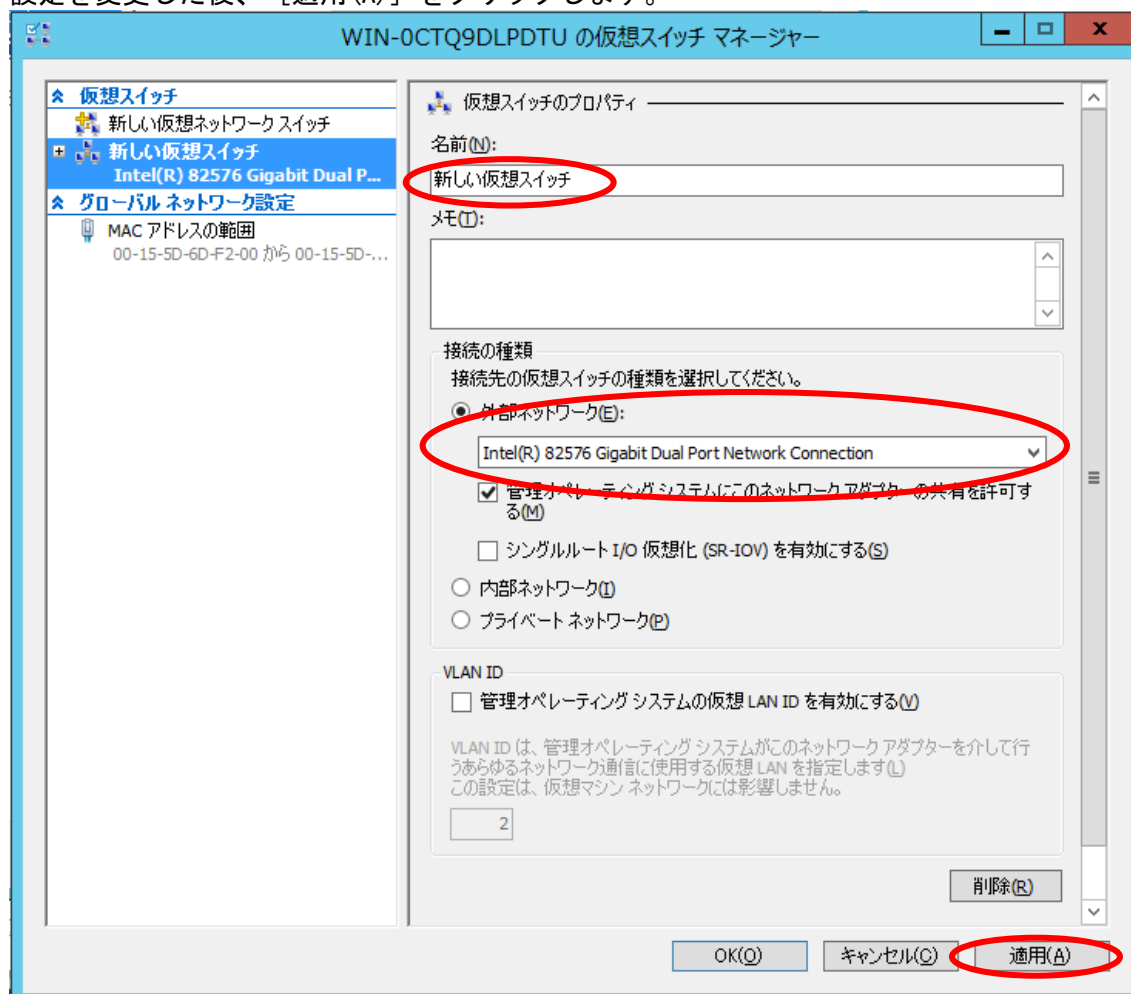 設定を変更した後、[適用(A)] をクリックします。
WIN-0CTQ9DLPDTU の仮想スイッチ マネージャー
仮想スイッチ
新しい仮想ネットワーク スイッチ
新しい仮想スイッチ
Intel(R) 82576 Gigabit Dual P...
グローバル ネットワーク設定
MAC アドレスの範囲
00-15-5D-6D-F2-00 から 00-15-5D-...
仮想スイッチのプロパティ
名前(N):
新しい仮想スイッチ
メモ(T):
接続の種類
接続先の仮想スイッチの種類を選択してください。
外部ネットワーク(E):
Intel(R) 82576 Gigabit Dual Port Network Connection
管理オペレーティング システムにこのネットワーク アダプターの共有を許可す
る(M)
シングルルート I/O 仮想化 (SR-IOV) を有効にする(S)
内部ネットワーク(I)
プライベート ネットワーク(P)
VLAN ID
管理オペレーティング システムの仮想 LAN ID を有効にする(V)
VLAN ID は、管理オペレーティング システムがこのネットワーク アダプターを介して行
うあらゆるネットワーク通信に使用する仮想 LAN を指定します(L)
この設定は、仮想マシン ネットワークには影響しません。
2
削除(R)
OK(O)
キャンセル(C)
適用(A)